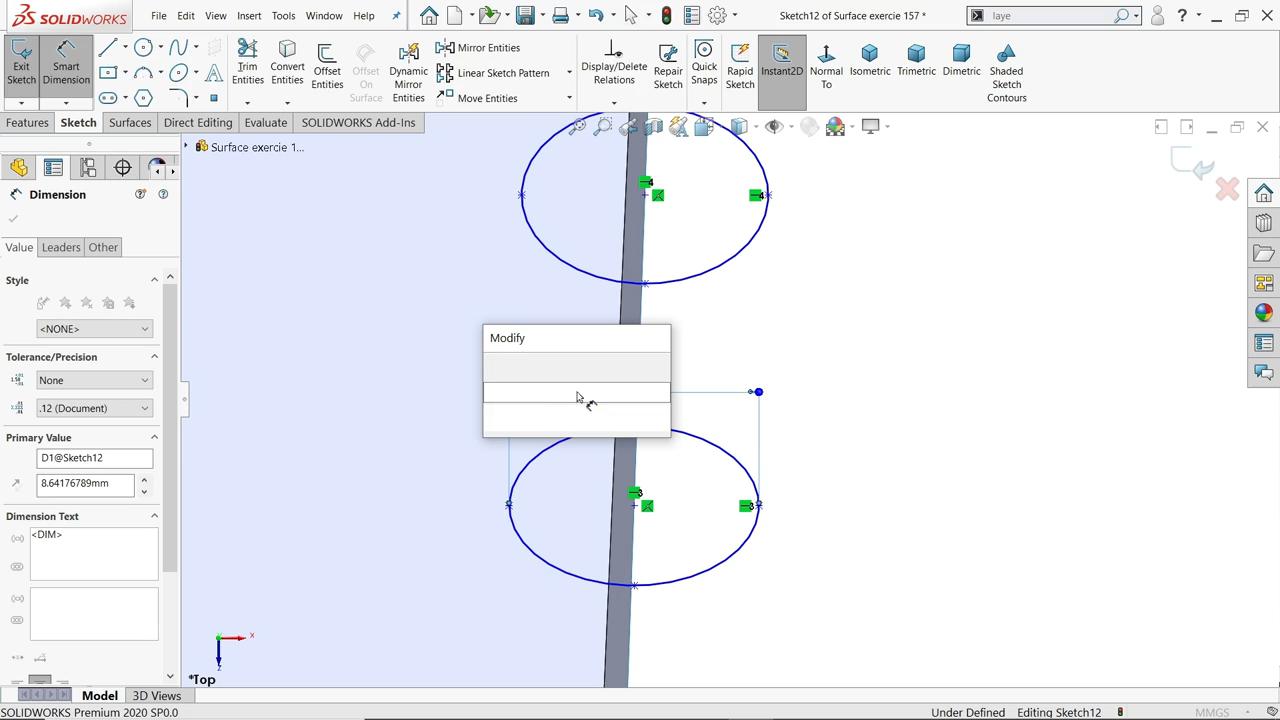 SOLIDWORKS
File
Edit
View
Insert
Tools
Window
Help
Sketch12 of Surface exercie 157 *
laye
?
Exit Sketch
Smart Dimension
Trim Entities
Convert Entities
Offset Entities
Offset On Surface
Dynamic Mirror Entities
Mirror Entities
Linear Sketch Pattern
Move Entities
Display/Delete Relations
Repair Sketch
Quick Snaps
Rapid Sketch
Instant2D
Normal To
Isometric
Trimetric
Dimetric
Shaded Sketch Contours
Features
Sketch
Surfaces
Direct Editing
Evaluate
SOLIDWORKS Add-Ins
Surface exercie 1...
Dimension
Value
Leaders
Other
Style
<NONE>
Tolerance/Precision
None
.12 (Document)
Primary Value
D1@Sketch12
8.64176789mm
Dimension Text
<DIM>
Modify
4
4
3
3
x
z
*Top
Model
3D Views
SOLIDWORKS Premium 2020 SP0.0
Under Defined
Editing Sketch12
MMGS